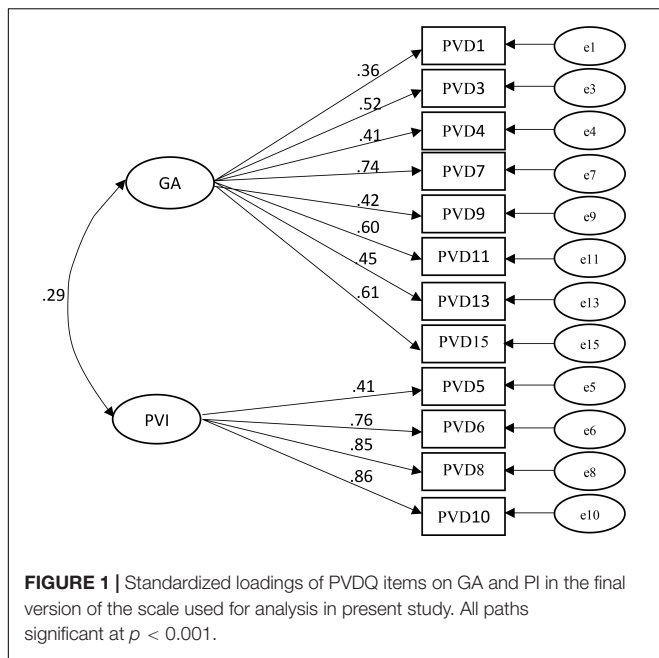 PVD1 e1
.36
PVD3 e3
.52
PVD4 e4
.41
GA
.74
PVD7 e7
.42
PVD9 e9
.60
PVD11 e11
.45
PVD13 e13
.61
PVD15 e15
.29
.41
PVD5 e5
PVI
.76
PVD6 e6
.85
PVD8 e8
.86
PVD10 e10
FIGURE 1 | Standardized loadings of PVDQ items on GA and PI in the final
version of the scale used for analysis in present study. All paths
significant at p < 0.001.